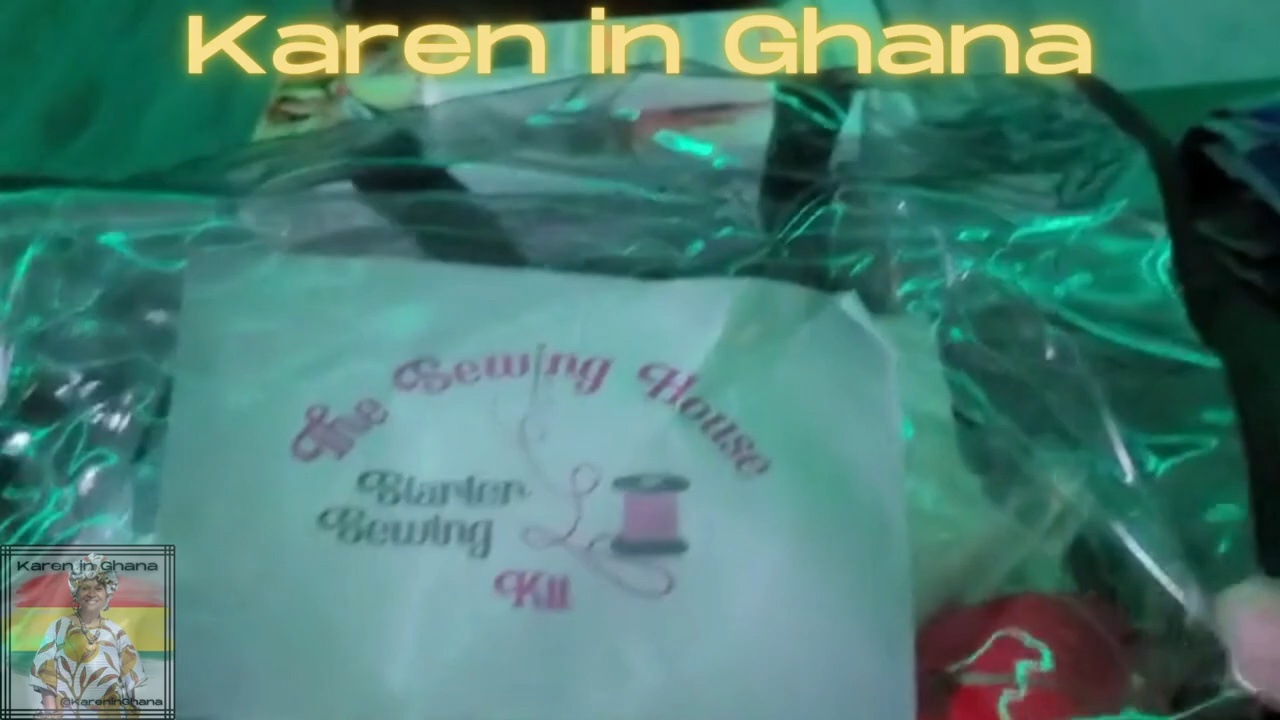 Karen in Ghana
The Sewing House
Starter
Sewing
Kit
Karen in Ghana
@KareninGhana